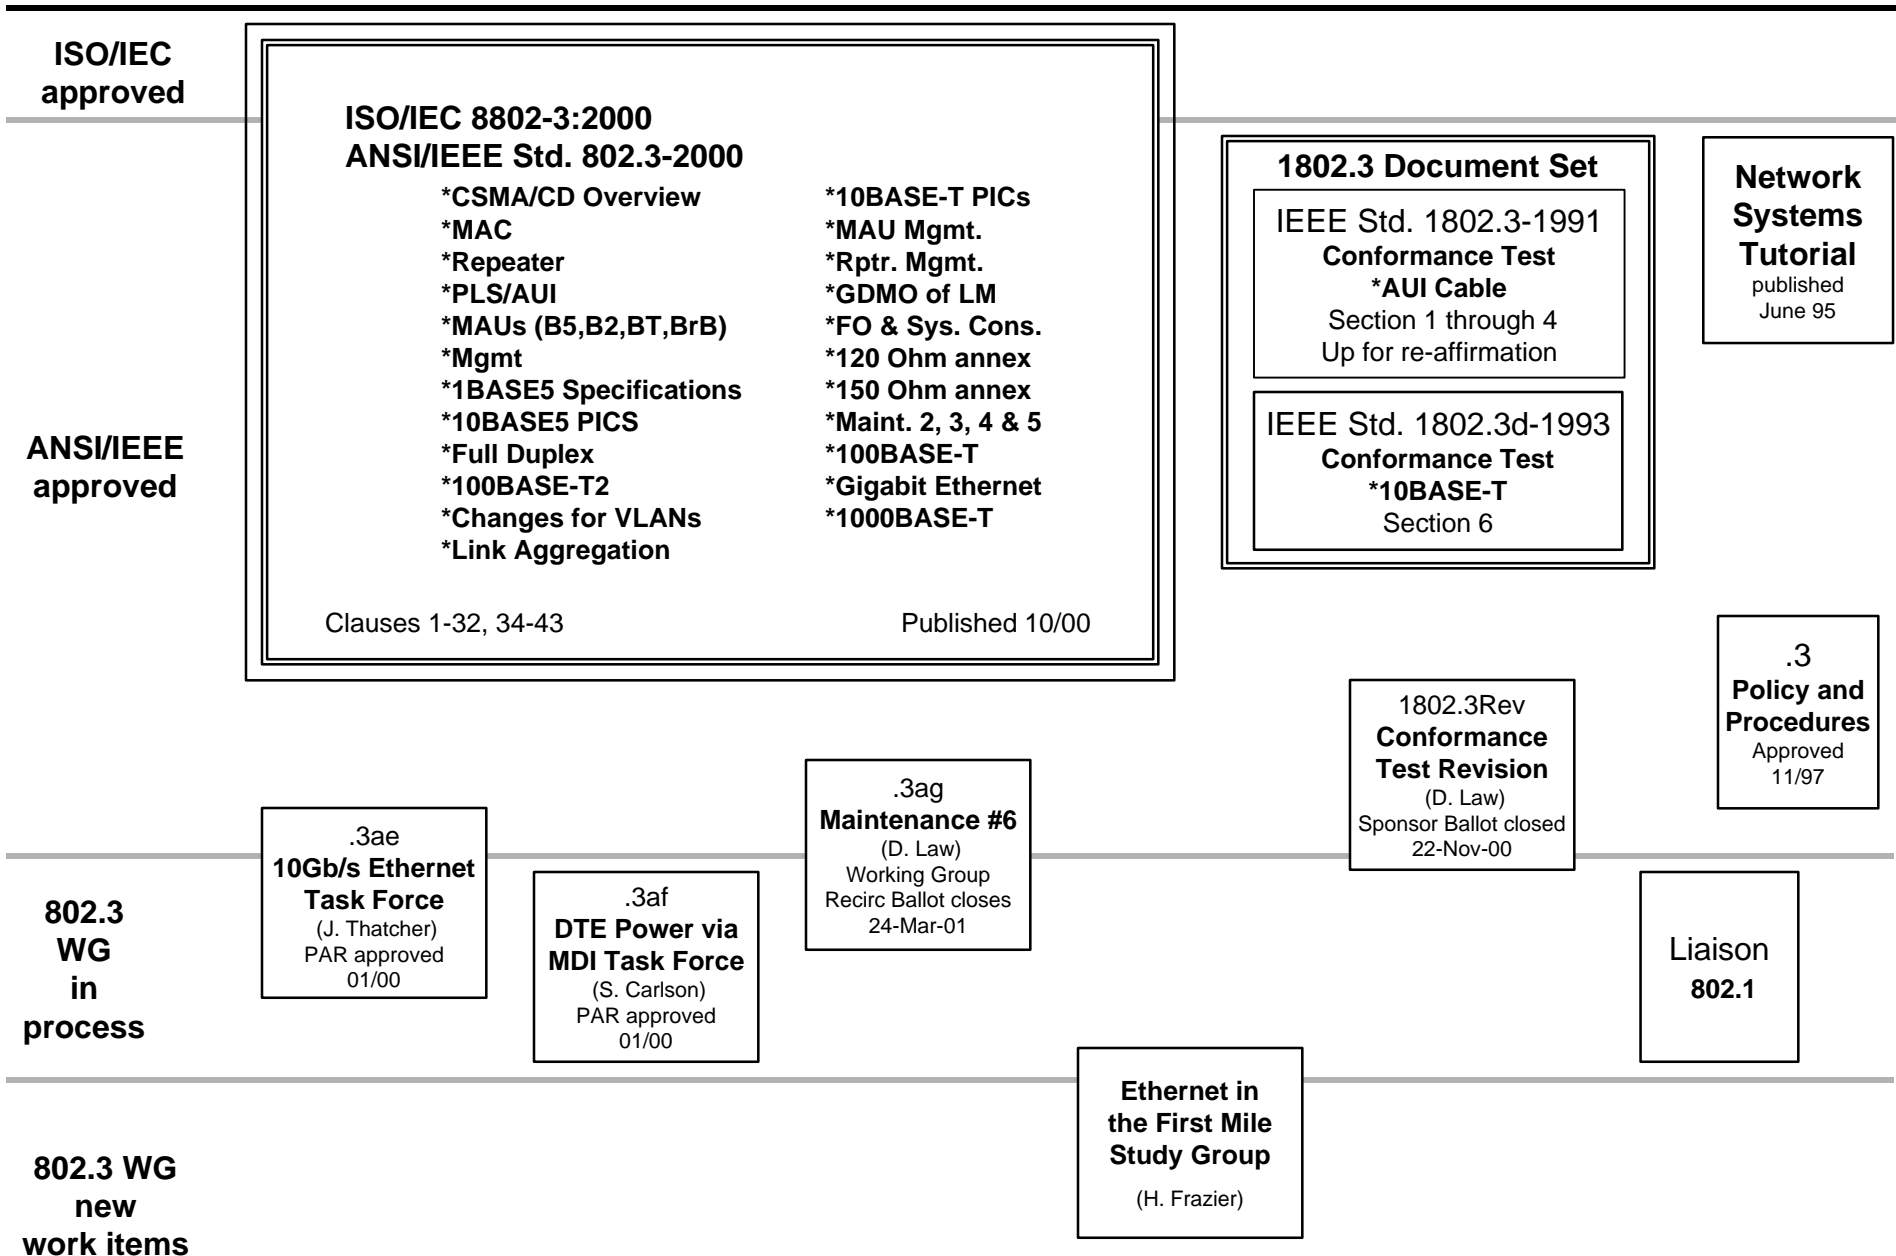 ISO/IEC
approved
ISO/IEC 8802-3:2000
ANSI/IEEE Std. 802.3-2000
*CSMA/CD Overview
*MAC
*Repeater
*PLS/AUI
*MAUs (B5,B2,BT,BrB)
*Mgmt
*1BASE5 Specifications
*10BASE5 PICS
*Full Duplex
*100BASE-T2
*Changes for VLANs
*Link Aggregation
*10BASE-T PICs
*MAU Mgmt.
*Rptr. Mgmt.
*GDMO of LM
*FO & Sys. Cons.
*120 Ohm annex
*150 Ohm annex
*Maint. 2, 3, 4 & 5
*100BASE-T
*Gigabit Ethernet
*1000BASE-T
Clauses 1-32, 34-43
Published 10/00
1802.3 Document Set
IEEE Std. 1802.3-1991
Conformance Test
*AUI Cable
Section 1 through 4
Up for re-affirmation
IEEE Std. 1802.3d-1993
Conformance Test
*10BASE-T
Section 6
Network
Systems
Tutorial
published
June 95
ANSI/IEEE
approved
.3
Policy and
Procedures
Approved
11/97
1802.3Rev
Conformance
Test Revision
(D. Law)
Sponsor Ballot closed
22-Nov-00
.3ag
Maintenance #6
(D. Law)
Working Group
Recirc Ballot closes
24-Mar-01
.3ae
10Gb/s Ethernet
Task Force
(J. Thatcher)
PAR approved
01/00
.3af
DTE Power via
MDI Task Force
(S. Carlson)
PAR approved
01/00
802.3
WG
in
process
Liaison
802.1
Ethernet in
the First Mile
Study Group
(H. Frazier)
802.3 WG
new
work items